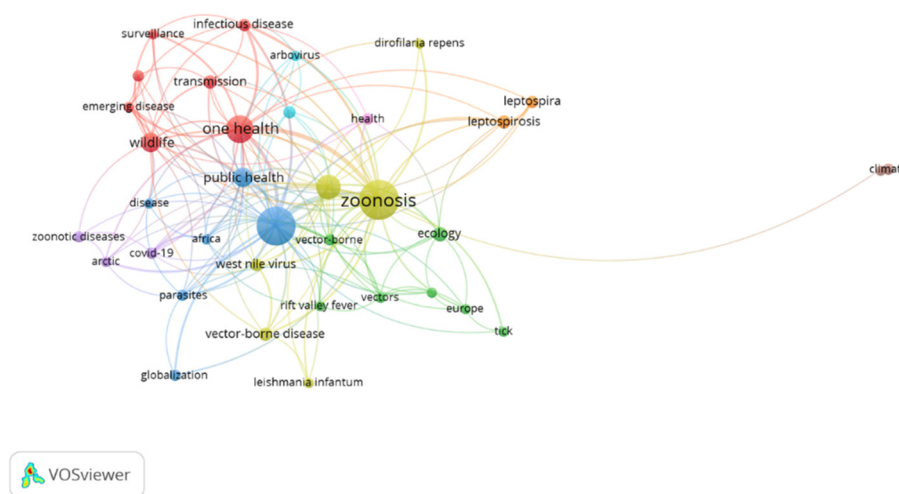 infectious disease
surveillance
dirofilaria repens
arbovirus
transmission
leptospira
emerging disease
leptospirosis
health
one health
wildlife
climat
public health
zoonosis
disease
ecology
zoonotic diseases
africa
vector-borne
covid-19
arctic
west nile virus
parasites
vectors
rift valley fever
europe
tick
vector-borne disease
globalization
leishmania infantum
VOSviewer